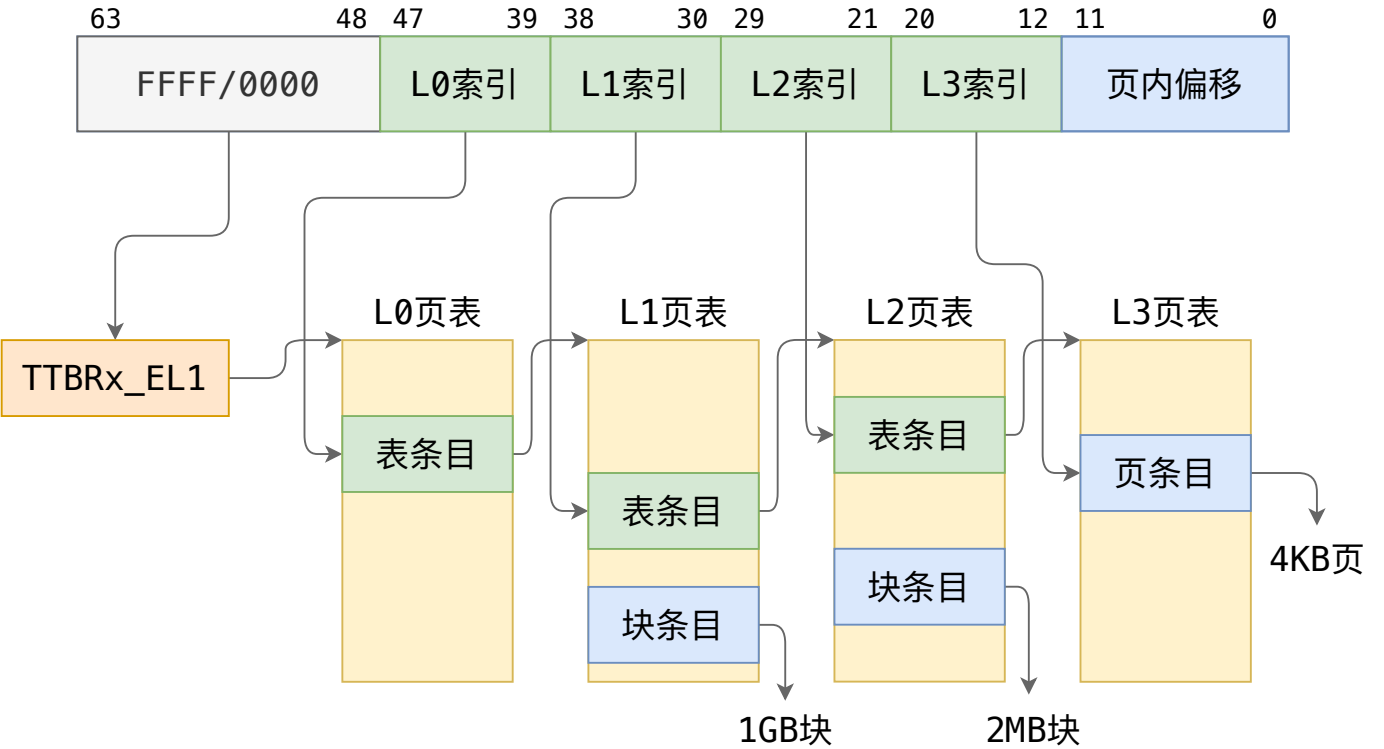 63 48 47 39 38 30 29 21 20 12 11 0
FFFF/0000 L0索引 L1索引 L2索引 L3索引 页内偏移
L0页表 L1页表 L2页表 L3页表
TTBRx_EL1
表条目
表条目
块条目
表条目
块条目
页条目
4KB页
1GB块
2MB块